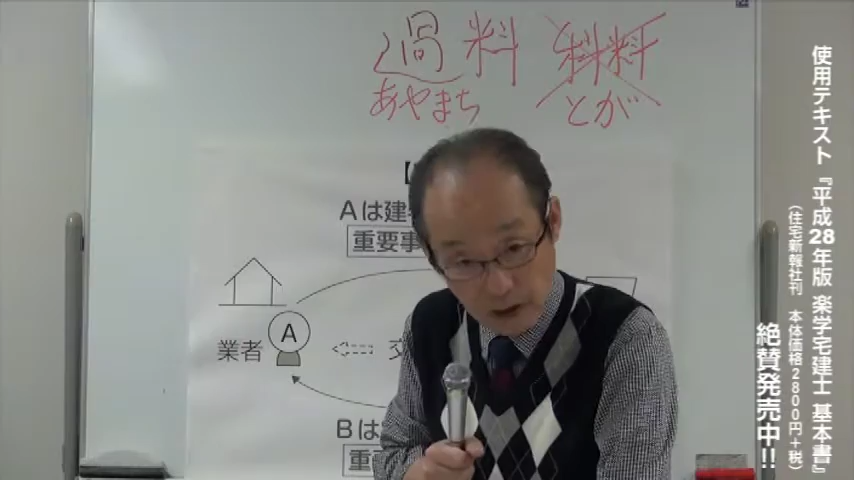 過料 科料
あやまち とが
【
Aは建
重要事
A
業者
交
Bは
重
使用テキスト『平成28年版 楽学宅建士 基本書』
(住宅新報社刊 本体価格2800円+税)
絶賛発売中!!